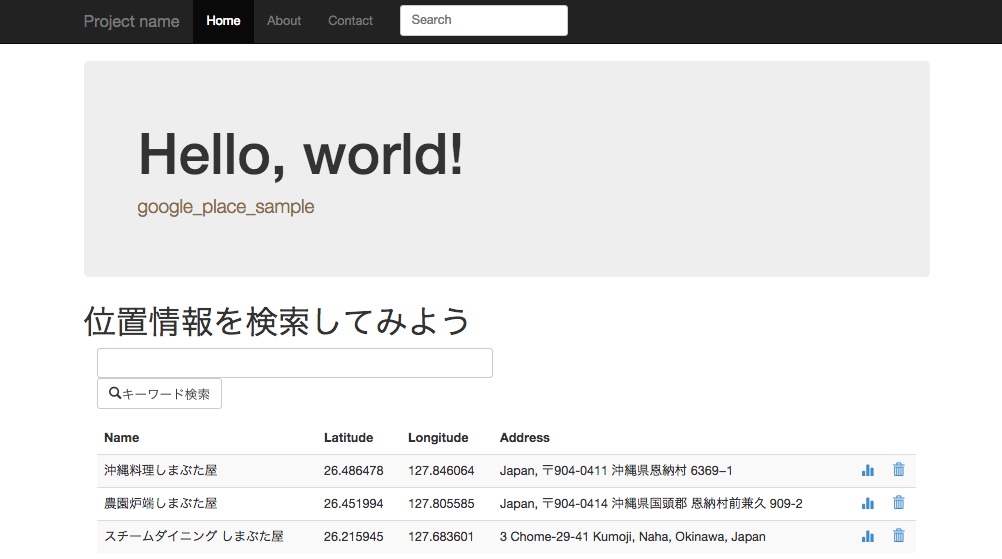 Project name Home About Contact Search
Hello, world!
google_place_sample
位置情報を検索してみよう
キーワード検索
Name Latitude Longitude Address
沖縄料理しまぶた屋 26.486478 127.846064 Japan, 〒904-0411 沖縄県恩納村 6369−1
農園炉端しまぶた屋 26.451994 127.805585 Japan, 〒904-0414 沖縄県国頭郡 恩納村前兼久 909-2
スチームダイニング しまぶた屋 26.215945 127.683601 3 Chome-29-41 Kumoji, Naha, Okinawa, Japan